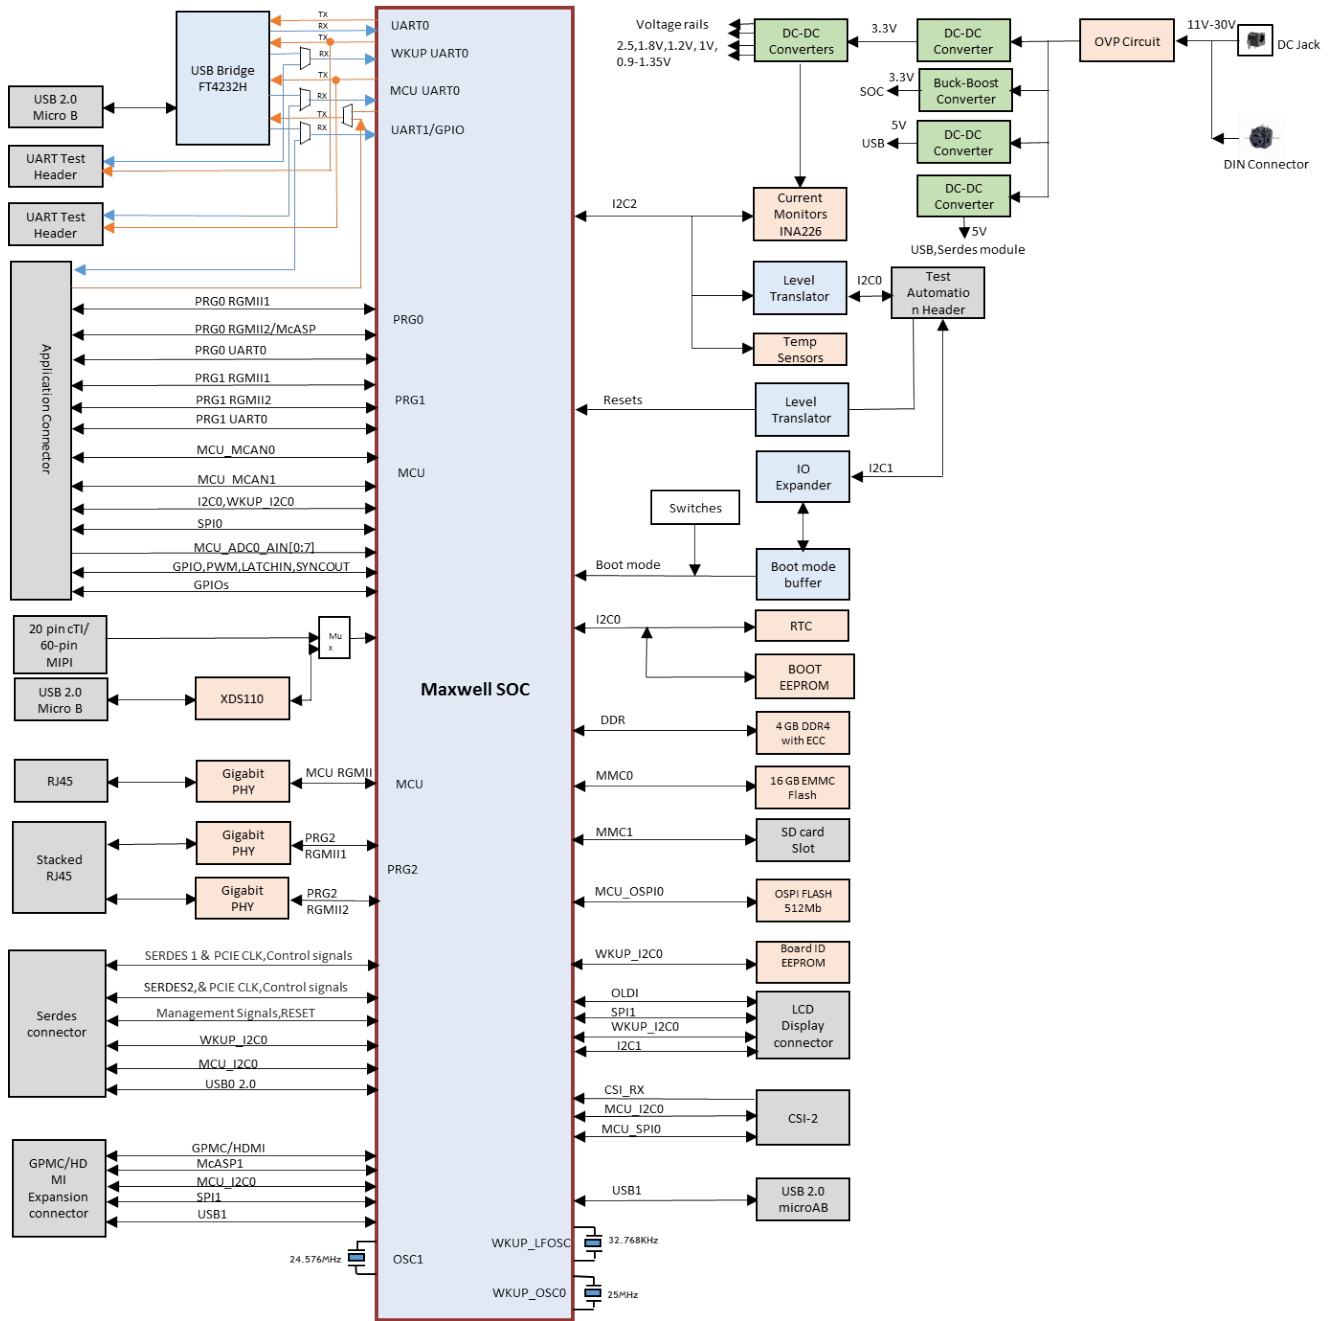 TX
RX
TX
RX
TX
RX
TX
RX
UART0
WKUP UART0
MCU UART0
UART1/GPIO
USB Bridge
FT4232H
USB 2.0
Micro B
UART Test
Header
UART Test
Header
Application Connector
PRG0 RGMII1
PRG0 RGMII2/McASP
PRG0 UART0
PRG1 RGMII1
PRG1 RGMII2
PRG1 UART0
MCU_MCAN0
MCU_MCAN1
I2C0,WKUP_I2C0
SPI0
MCU_ADC0_AIN[0:7]
GPIO,PWM,LATCHIN,SYNCOUT
GPIOs
PRG0
PRG1
MCU
20 pin cTI/
60-pin
MIPI
Mu
x
USB 2.0
Micro B
XDS110
Maxwell SOC
RJ45
Gigabit
PHY
MCU RGMII
MCU
Stacked
RJ45
Gigabit
PHY
PRG2
RGMII1
PRG2
Gigabit
PHY
PRG2
RGMII2
Serdes
connector
SERDES 1 & PCIE CLK,Control signals
SERDES2,& PCIE CLK,Control signals
Management Signals,RESET
WKUP_I2C0
MCU_I2C0
USB0 2.0
GPMC/HD
MI
Expansion
connector
GPMC/HDMI
McASP1
MCU_I2C0
SPI1
USB1
24.576MHz
OSC1
WKUP_LFOSC
32.768KHz
WKUP_OSC0
25MHz
Voltage rails
2.5,1.8V,1.2V, 1V,
0.9-1.35V
DC-DC
Converters
3.3V
DC-DC
Converter
OVP Circuit
11V-30V
DC Jack
3.3V
SOC
Buck-Boost
Converter
5V
USB
DC-DC
Converter
DIN Connector
DC-DC
Converter
5V
USB,Serdes module
I2C2
Current
Monitors
INA226
Level
Translator
I2C0
Test
Automatio
n Header
Temp
Sensors
Resets
Level
Translator
IO
Expander
I2C1
Switches
Boot mode
Boot mode
buffer
I2C0
RTC
BOOT
EEPROM
DDR
4 GB DDR4
with ECC
MMC0
16 GB EMMC
Flash
MMC1
SD card
Slot
MCU_OSPI0
OSPI FLASH
512Mb
WKUP_I2C0
Board ID
EEPROM
OLDI
SPI1
WKUP_I2C0
I2C1
LCD
Display
connector
CSI_RX
MCU_I2C0
MCU_SPI0
CSI-2
USB1
USB 2.0
microAB